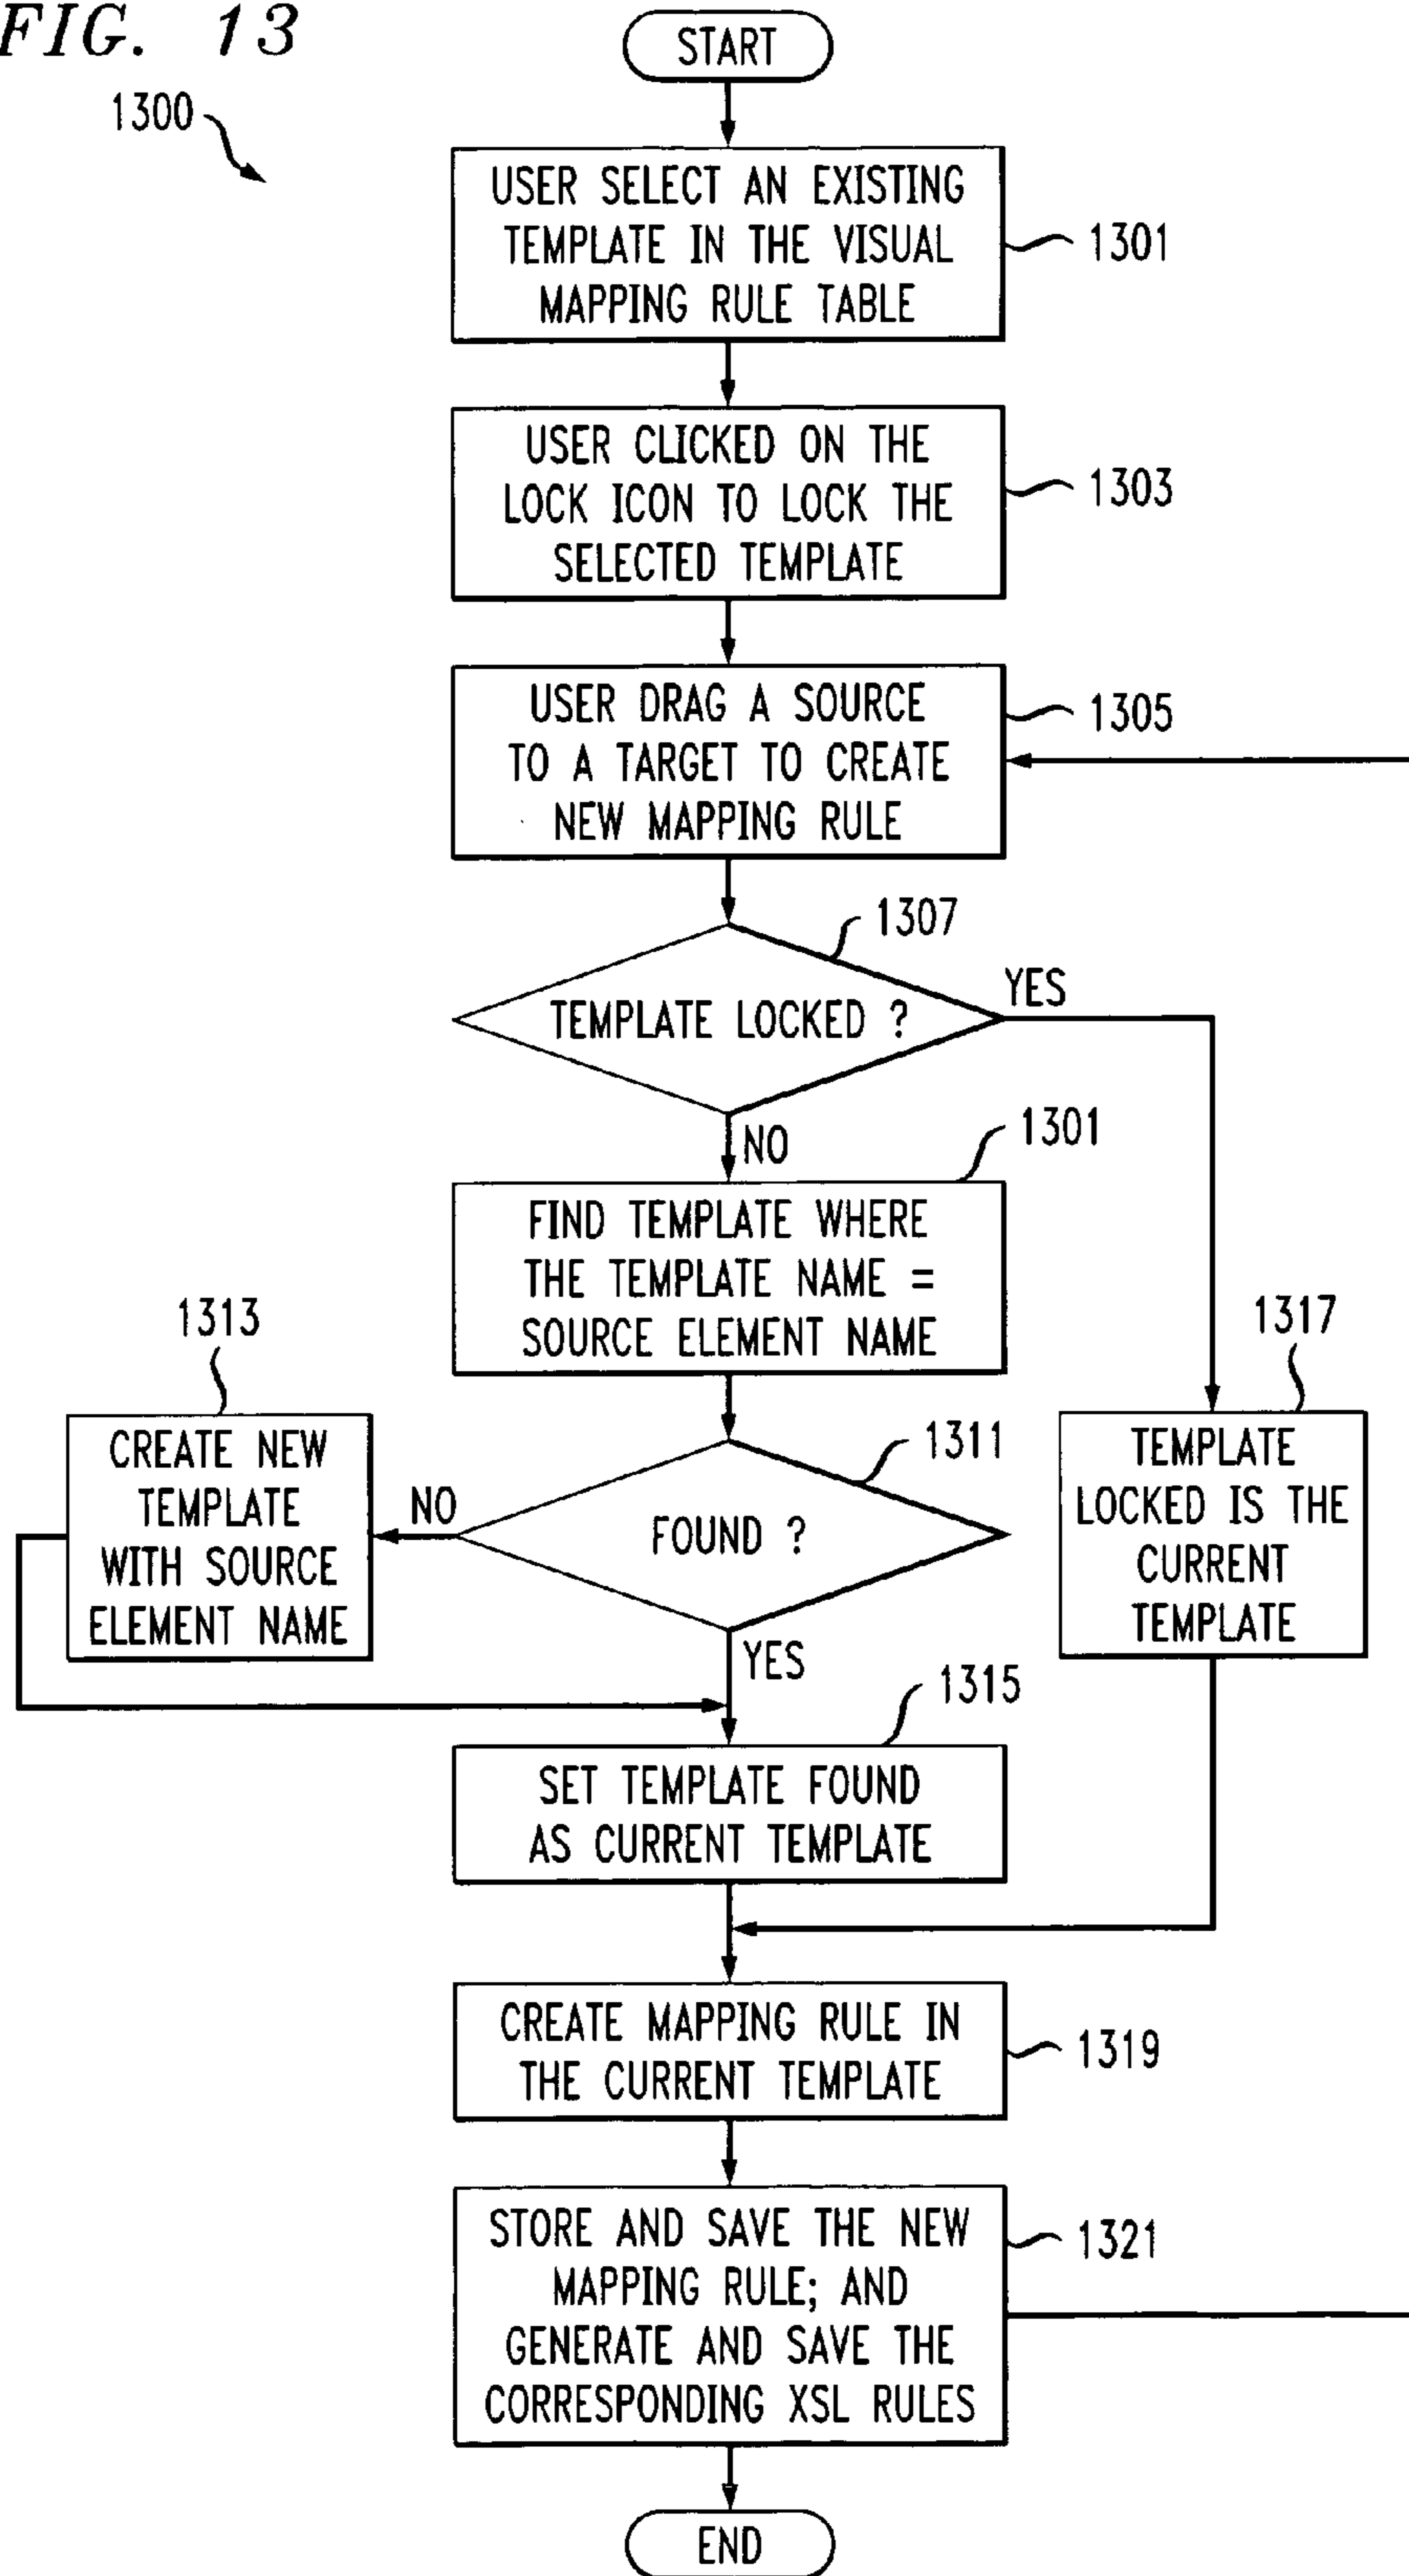 FIG. 13
START
1300
USER SELECT AN EXISTING
TEMPLATE IN THE VISUAL
MAPPING RULE TABLE
1301
USER CLICKED ON THE
LOCK ICON TO LOCK THE
SELECTED TEMPLATE
1303
USER DRAG A SOURCE
TO A TARGET TO CREATE
NEW MAPPING RULE
1305
1307
TEMPLATE LOCKED ?
YES
NO
1301
FIND TEMPLATE WHERE
THE TEMPLATE NAME =
SOURCE ELEMENT NAME
1313
CREATE NEW
TEMPLATE
WITH SOURCE
ELEMENT NAME
NO
1311
FOUND ?
1317
TEMPLATE
LOCKED IS THE
CURRENT
TEMPLATE
YES
1315
SET TEMPLATE FOUND
AS CURRENT TEMPLATE
CREATE MAPPING RULE IN
THE CURRENT TEMPLATE
1319
STORE AND SAVE THE NEW
MAPPING RULE; AND
GENERATE AND SAVE THE
CORRESPONDING XSL RULES
1321
END